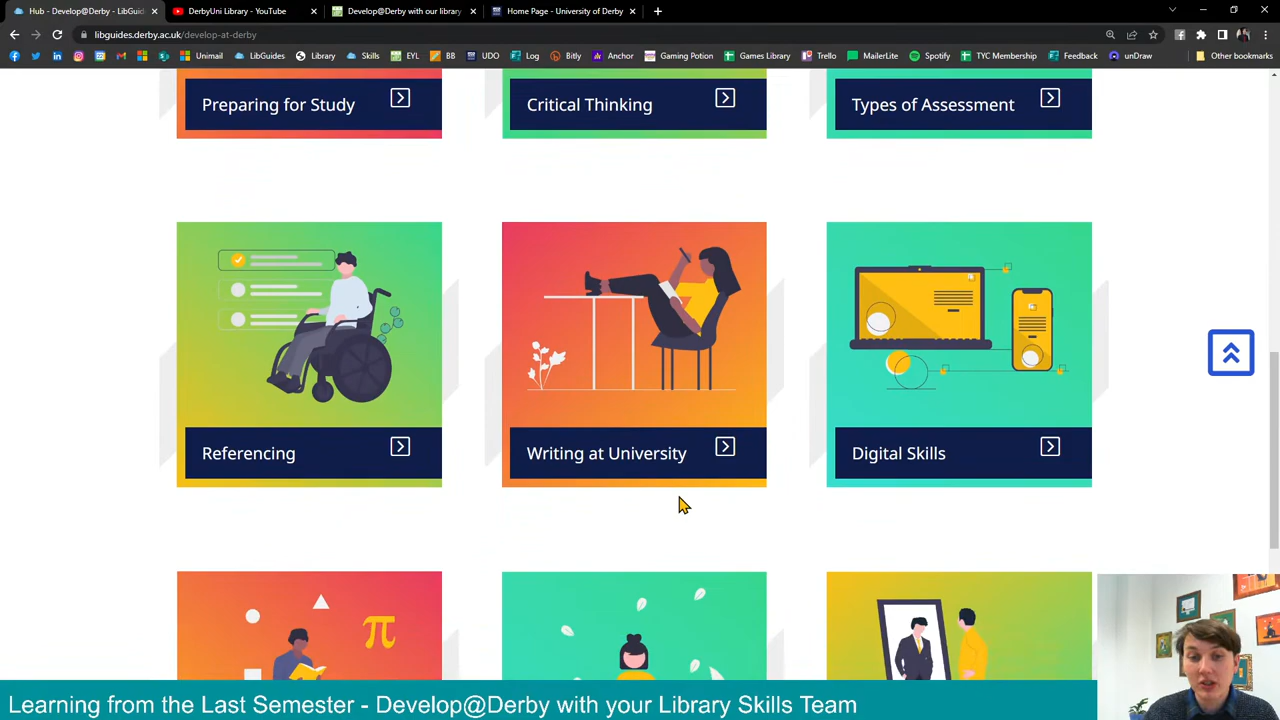 Hub - Develop@Derby - LibGuid
DerbyUni Library - YouTube
Develop@Derby with our library
Home Page - University of Derby
libguides.derby.ac.uk/develop-at-derby
Unimail
LibGuides
Library
Skills
EYL
BB
UDO
Log
Bitly
Anchor
Gaming Potion
Games Library
Trello
MailerLite
Spotify
TYC Membership
Feedback
unDraw
Other bookmarks
Preparing for Study
Critical Thinking
Types of Assessment
Referencing
Writing at University
Digital Skills
π
Learning from the Last Semester - Develop@Derby with your Library Skills Team